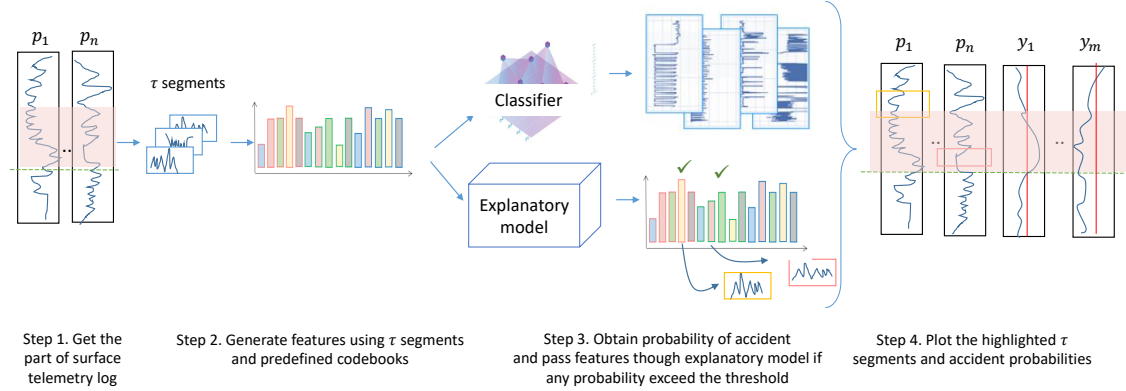 p₁ pₙ
τ segments
Classifier
Explanatory
model
p₁ pₙ y₁ yₘ
Step 1. Get the
part of surface
telemetry log
Step 2. Generate features using τ segments
and predefined codebooks
Step 3. Obtain probability of accident
and pass features though explanatory model if
any probability exceed the threshold
Step 4. Plot the highlighted τ
segments and accident probabilities